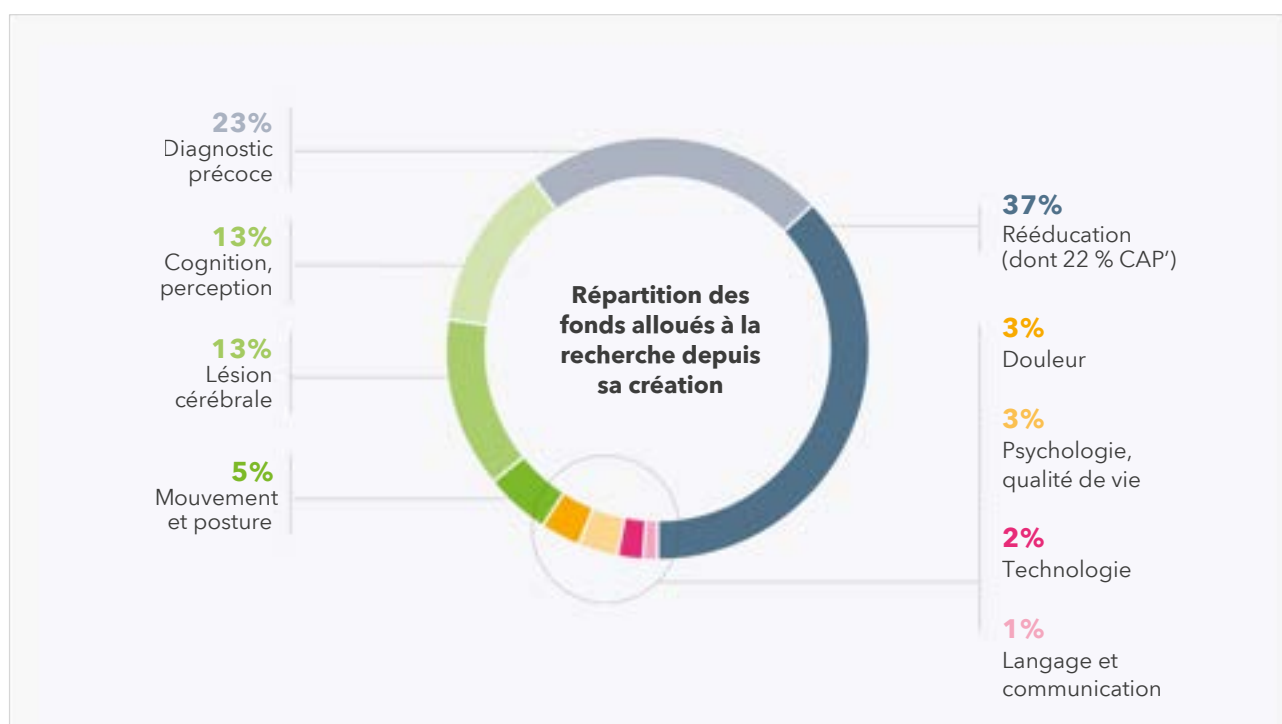 23%
Diagnostic
précoce
13%
Cognition,
perception
13%
Lésion
cérébrale
5%
Mouvement
et posture
Répartition des
fonds alloués à la
recherche depuis
sa création
37%
Rééducation
(dont 22 % CAP’)
3%
Douleur
3%
Psychologie,
qualité de vie
2%
Technologie
1%
Langage et
communication